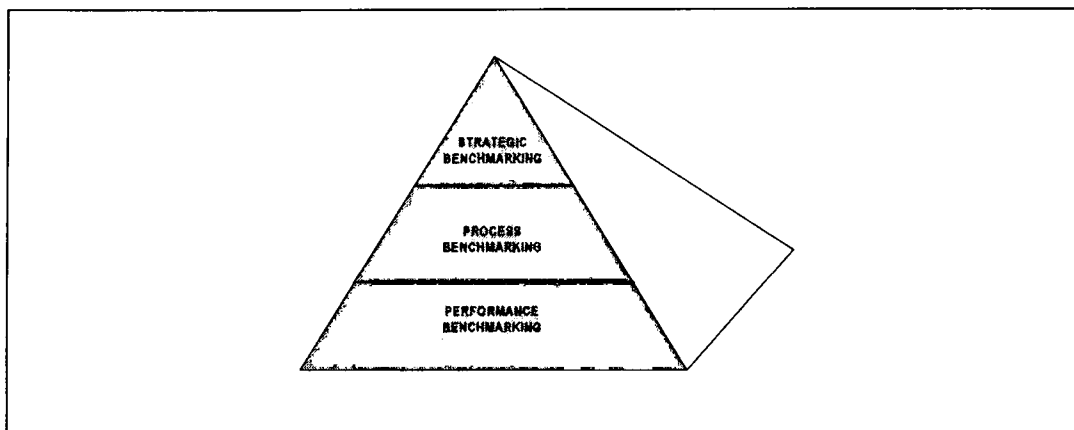 STRATEGIC
BENCHMARKING
PROCESS
BENCHMARKING
PERFORMANCE
BENCHMARKING